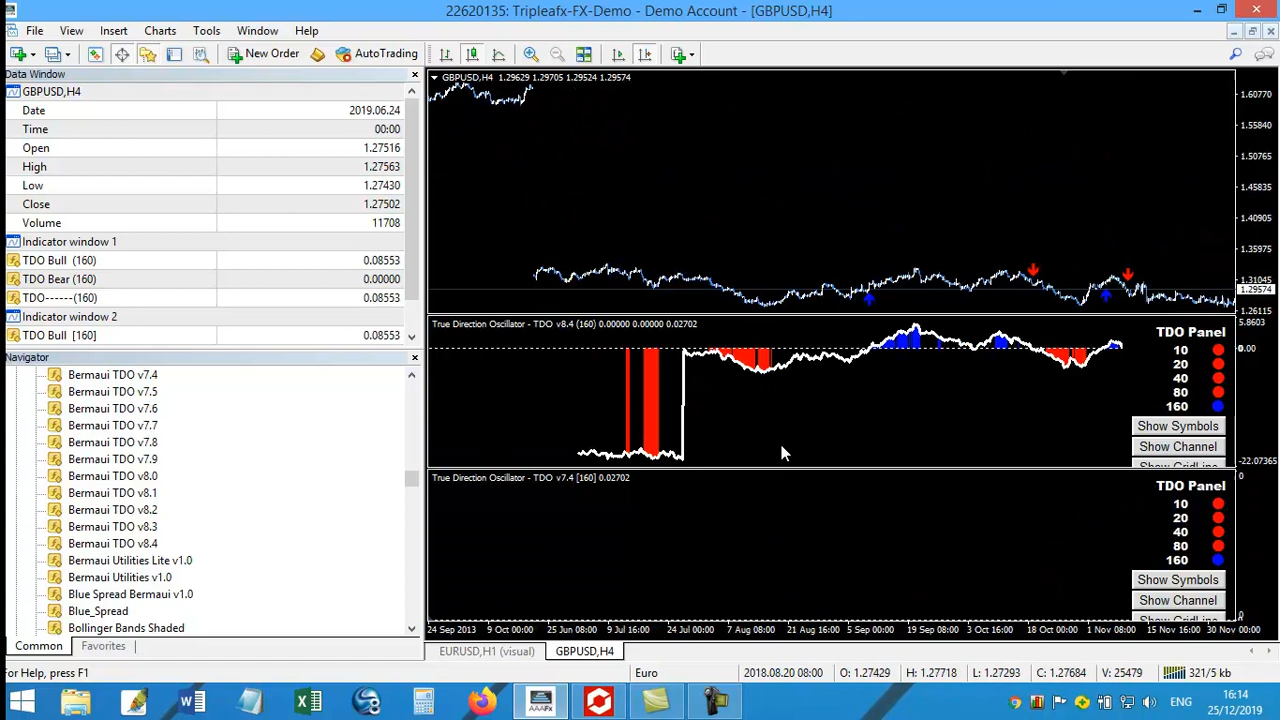 22620135: Tripleafx-FX-Demo - Demo Account - [GBPUSD,H4]
File View Insert Charts Tools Window Help
New Order AutoTrading
Data Window
GBPUSD,H4
Date 2019.06.24
Time 00:00
Open 1.27516
High 1.27563
Low 1.27430
Close 1.27502
Volume 11708
Indicator window 1
TDO Bull (160) 0.08553
TDO Bear (160) 0.00000
TDO------(160) 0.08553
Indicator window 2
TDO Bull [160] 0.08553
Navigator
Bermaui TDO v7.4
Bermaui TDO v7.5
Bermaui TDO v7.6
Bermaui TDO v7.7
Bermaui TDO v7.8
Bermaui TDO v7.9
Bermaui TDO v8.0
Bermaui TDO v8.1
Bermaui TDO v8.2
Bermaui TDO v8.3
Bermaui TDO v8.4
Bermaui Utilities Lite v1.0
Bermaui Utilities v1.0
Blue Spread Bermaui v1.0
Blue_Spread
Bollinger Bands Shaded
Common Favorites
GBPUSD,H4 1.29629 1.29705 1.29524 1.29574
1.60770
1.55840
1.50765
1.45835
1.40905
1.35975
1.31045
1.29574
1.26115
True Direction Oscillator - TDO v8.4 (160) 0.00000 0.00000 0.02702
5.8603
0.00
-22.07365
TDO Panel
10
20
40
80
160
Show Symbols
Show Channel
Show GridLine
True Direction Oscillator - TDO v7.4 [160] 0.02702
0
0
TDO Panel
10
20
40
80
160
Show Symbols
Show Channel
24 Sep 2013 9 Oct 00:00 25 Jun 08:00 9 Jul 16:00 24 Jul 00:00 7 Aug 08:00 21 Aug 16:00 5 Sep 00:00 19 Sep 08:00 3 Oct 16:00 18 Oct 00:00 1 Nov 08:00 15 Nov 16:00 30 Nov 00:00
EURUSD,H1 (visual) GBPUSD,H4
For Help, press F1 Euro 2018.08.20 08:00 O: 1.27429 H: 1.27718 L: 1.27293 C: 1.27684 V: 25479 321/5 kb
AAAFx
ENG
16:14
25/12/2019